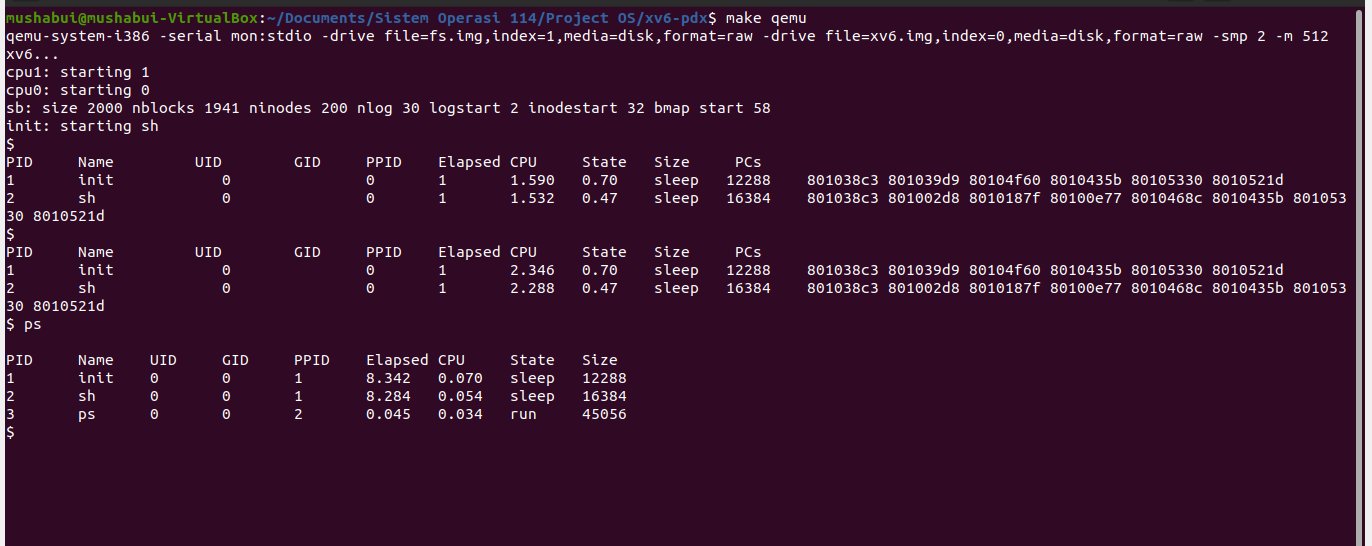 mushabui@mushabui-VirtualBox:~/Documents/Sistem Operasi 114/Project OS/xv6-pdx$ make qemu
qemu-system-i386 -serial mon:stdio -drive file=fs.img,index=1,media=disk,format=raw -drive file=xv6.img,index=0,media=disk,format=raw -smp 2 -m 512
xv6...
cpu1: starting 1
cpu0: starting 0
sb: size 2000 nblocks 1941 ninodes 200 nlog 30 logstart 2 inodestart 32 bmap start 58
init: starting sh
$
PID     Name         UID        GID     PPID    Elapsed CPU     State   Size     PCs
1       init            0               0       1       1.590   0.70    sleep   12288    801038c3 801039d9 80104f60 8010435b 80105330 8010521d
2       sh              0               0       1       1.532   0.47    sleep   16384    801038c3 801002d8 8010187f 80100e77 8010468c 8010435b 801053
30 8010521d
$
PID     Name         UID        GID     PPID    Elapsed CPU     State   Size     PCs
1       init            0               0       1       2.346   0.70    sleep   12288    801038c3 801039d9 80104f60 8010435b 80105330 8010521d
2       sh              0               0       1       2.288   0.47    sleep   16384    801038c3 801002d8 8010187f 80100e77 8010468c 8010435b 801053
30 8010521d
$ ps
PID     Name    UID     GID     PPID    Elapsed CPU     State   Size
1       init    0       0       1       8.342   0.070   sleep   12288
2       sh      0       0       1       8.284   0.054   sleep   16384
3       ps      0       0       2       0.045   0.034   run     45056
$